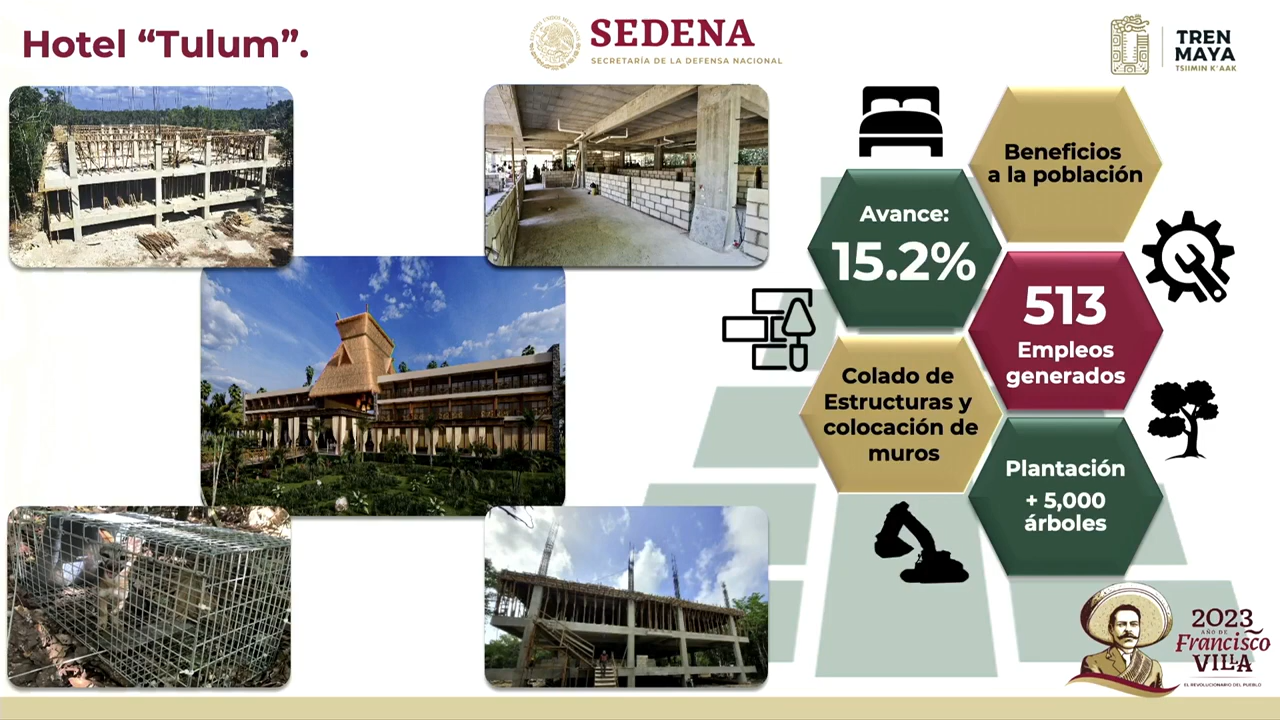 Hotel “Tulum”.
SEDENA
SECRETARÍA DE LA DEFENSA NACIONAL
TREN
MAYA
TSIIMIN K'AAK
Beneficios
a la población
Avance:
15.2%
513
Empleos
generados
Colado de
Estructuras y
colocación de
muros
Plantación
+ 5,000
árboles
2023
AÑO DE
Francisco
VILLA
EL REVOLUCIONARIO DEL PUEBLO